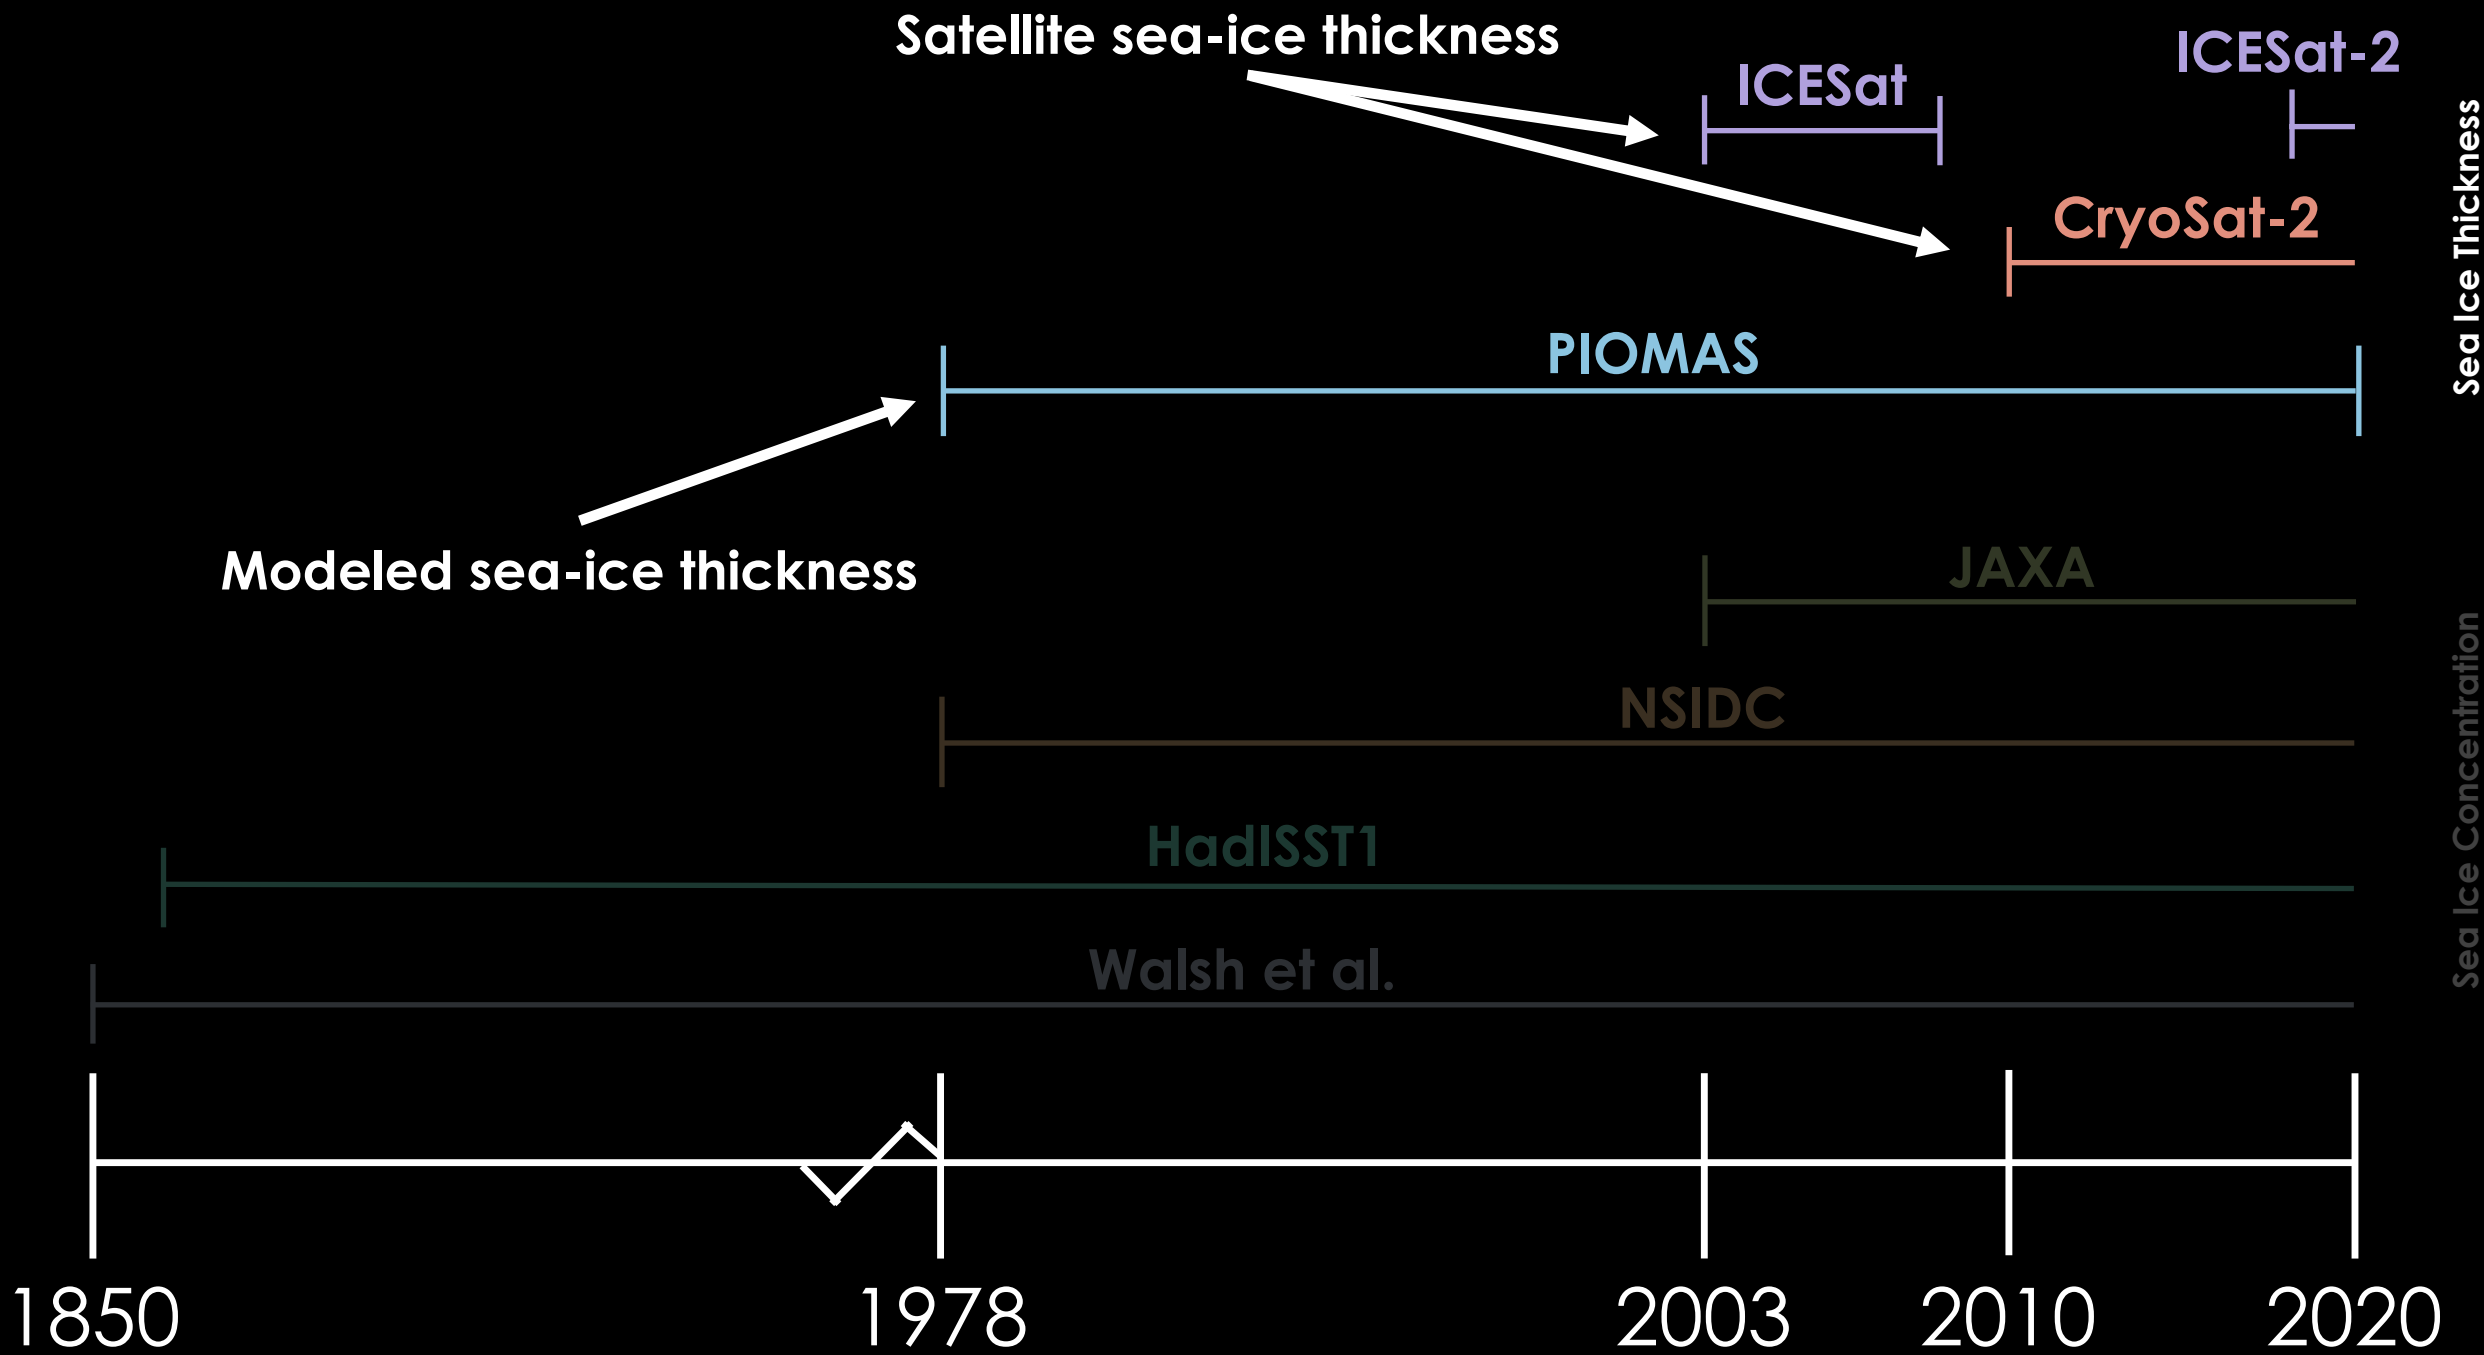 Satellite sea-ice thickness
ICESat
ICESat-2
CryoSat-2
PIOMAS
Sea Ice Thickness
Modeled sea-ice thickness
JAXA
NSIDC
HadISST1
Walsh et al.
Sea Ice Concentration
1850
1978
2003
2010
2020